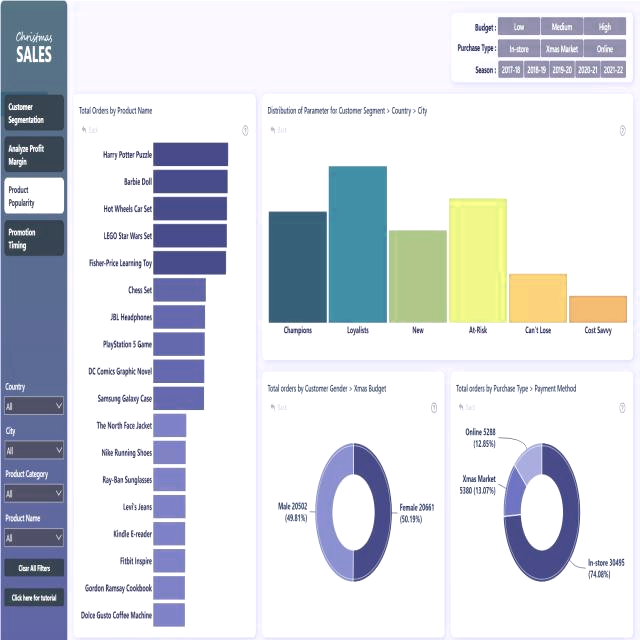 Christmas
SALES
Customer
Segmentation
Analyze Profit
Margin
Product
Popularity
Promotion
Timing
Country
All
City
All
Product Category
All
Product Name
All
Clear All Filters
Click here for tutorial
Budget :
Low
Medium
High
Purchase Type :
In-store
Xmas Market
Online
Season :
2017-18
2018-19
2019-20
2020-21
2021-22
Total Orders by Product Name
Back
Harry Potter Puzzle
Barbie Doll
Hot Wheels Car Set
LEGO Star Wars Set
Fisher-Price Learning Toy
Chess Set
JBL Headphones
PlayStation 5 Game
DC Comics Graphic Novel
Samsung Galaxy Case
The North Face Jacket
Nike Running Shoes
Ray-Ban Sunglasses
Levi's Jeans
Kindle E-reader
Fitbit Inspire
Gordon Ramsay Cookbook
Dolce Gusto Coffee Machine
Distribution of Parameter for Customer Segment > Country > City
Back
Champions
Loyalists
New
At-Risk
Can't Lose
Cost Savvy
Total orders by Customer Gender > Xmas Budget
Back
Male 20502
(49.81%)
Female 20661
(50.19%)
Total orders by Purchase Type > Payment Method
Back
Online 5288
(12.85%)
Xmas Market
5380 (13.07%)
In-store 30495
(74.08%)